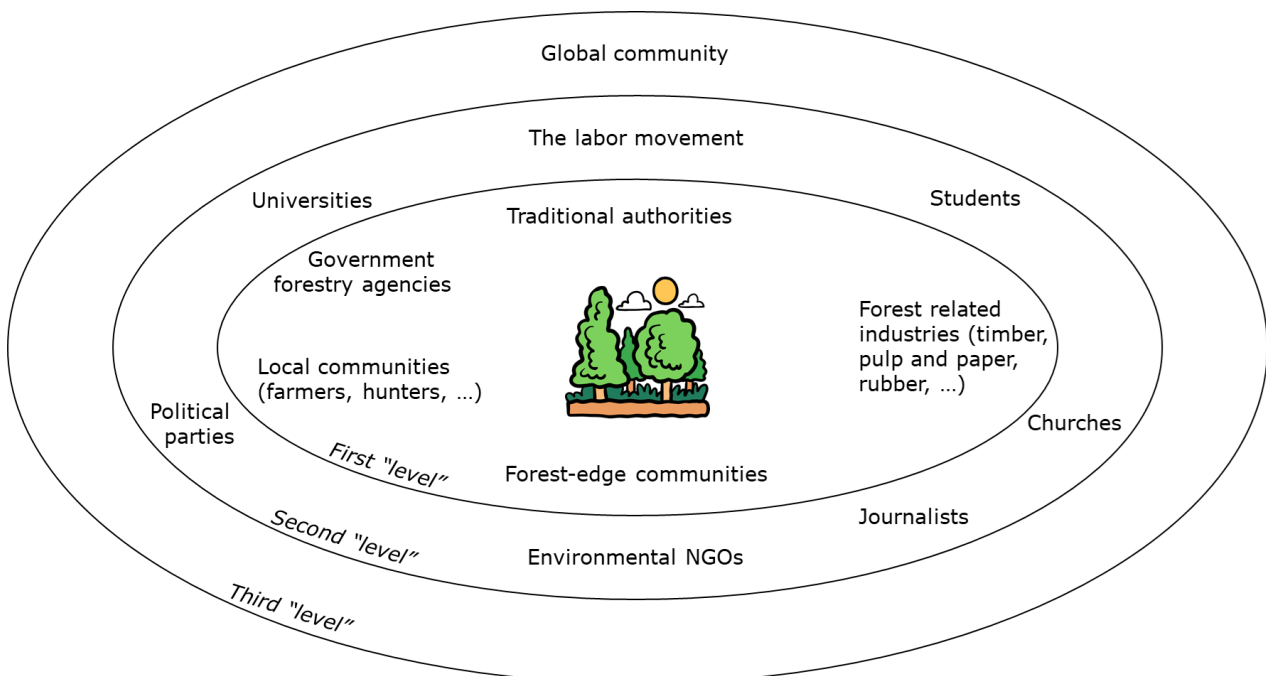 Global community
The labor movement
Universities
Students
Traditional authorities
Government
forestry agencies
Forest related
industries (timber,
pulp and paper,
rubber, …)
Local communities
(farmers, hunters, …)
Political
parties
Churches
First “level”
Forest-edge communities
Journalists
Second “level”
Environmental NGOs
Third “level”